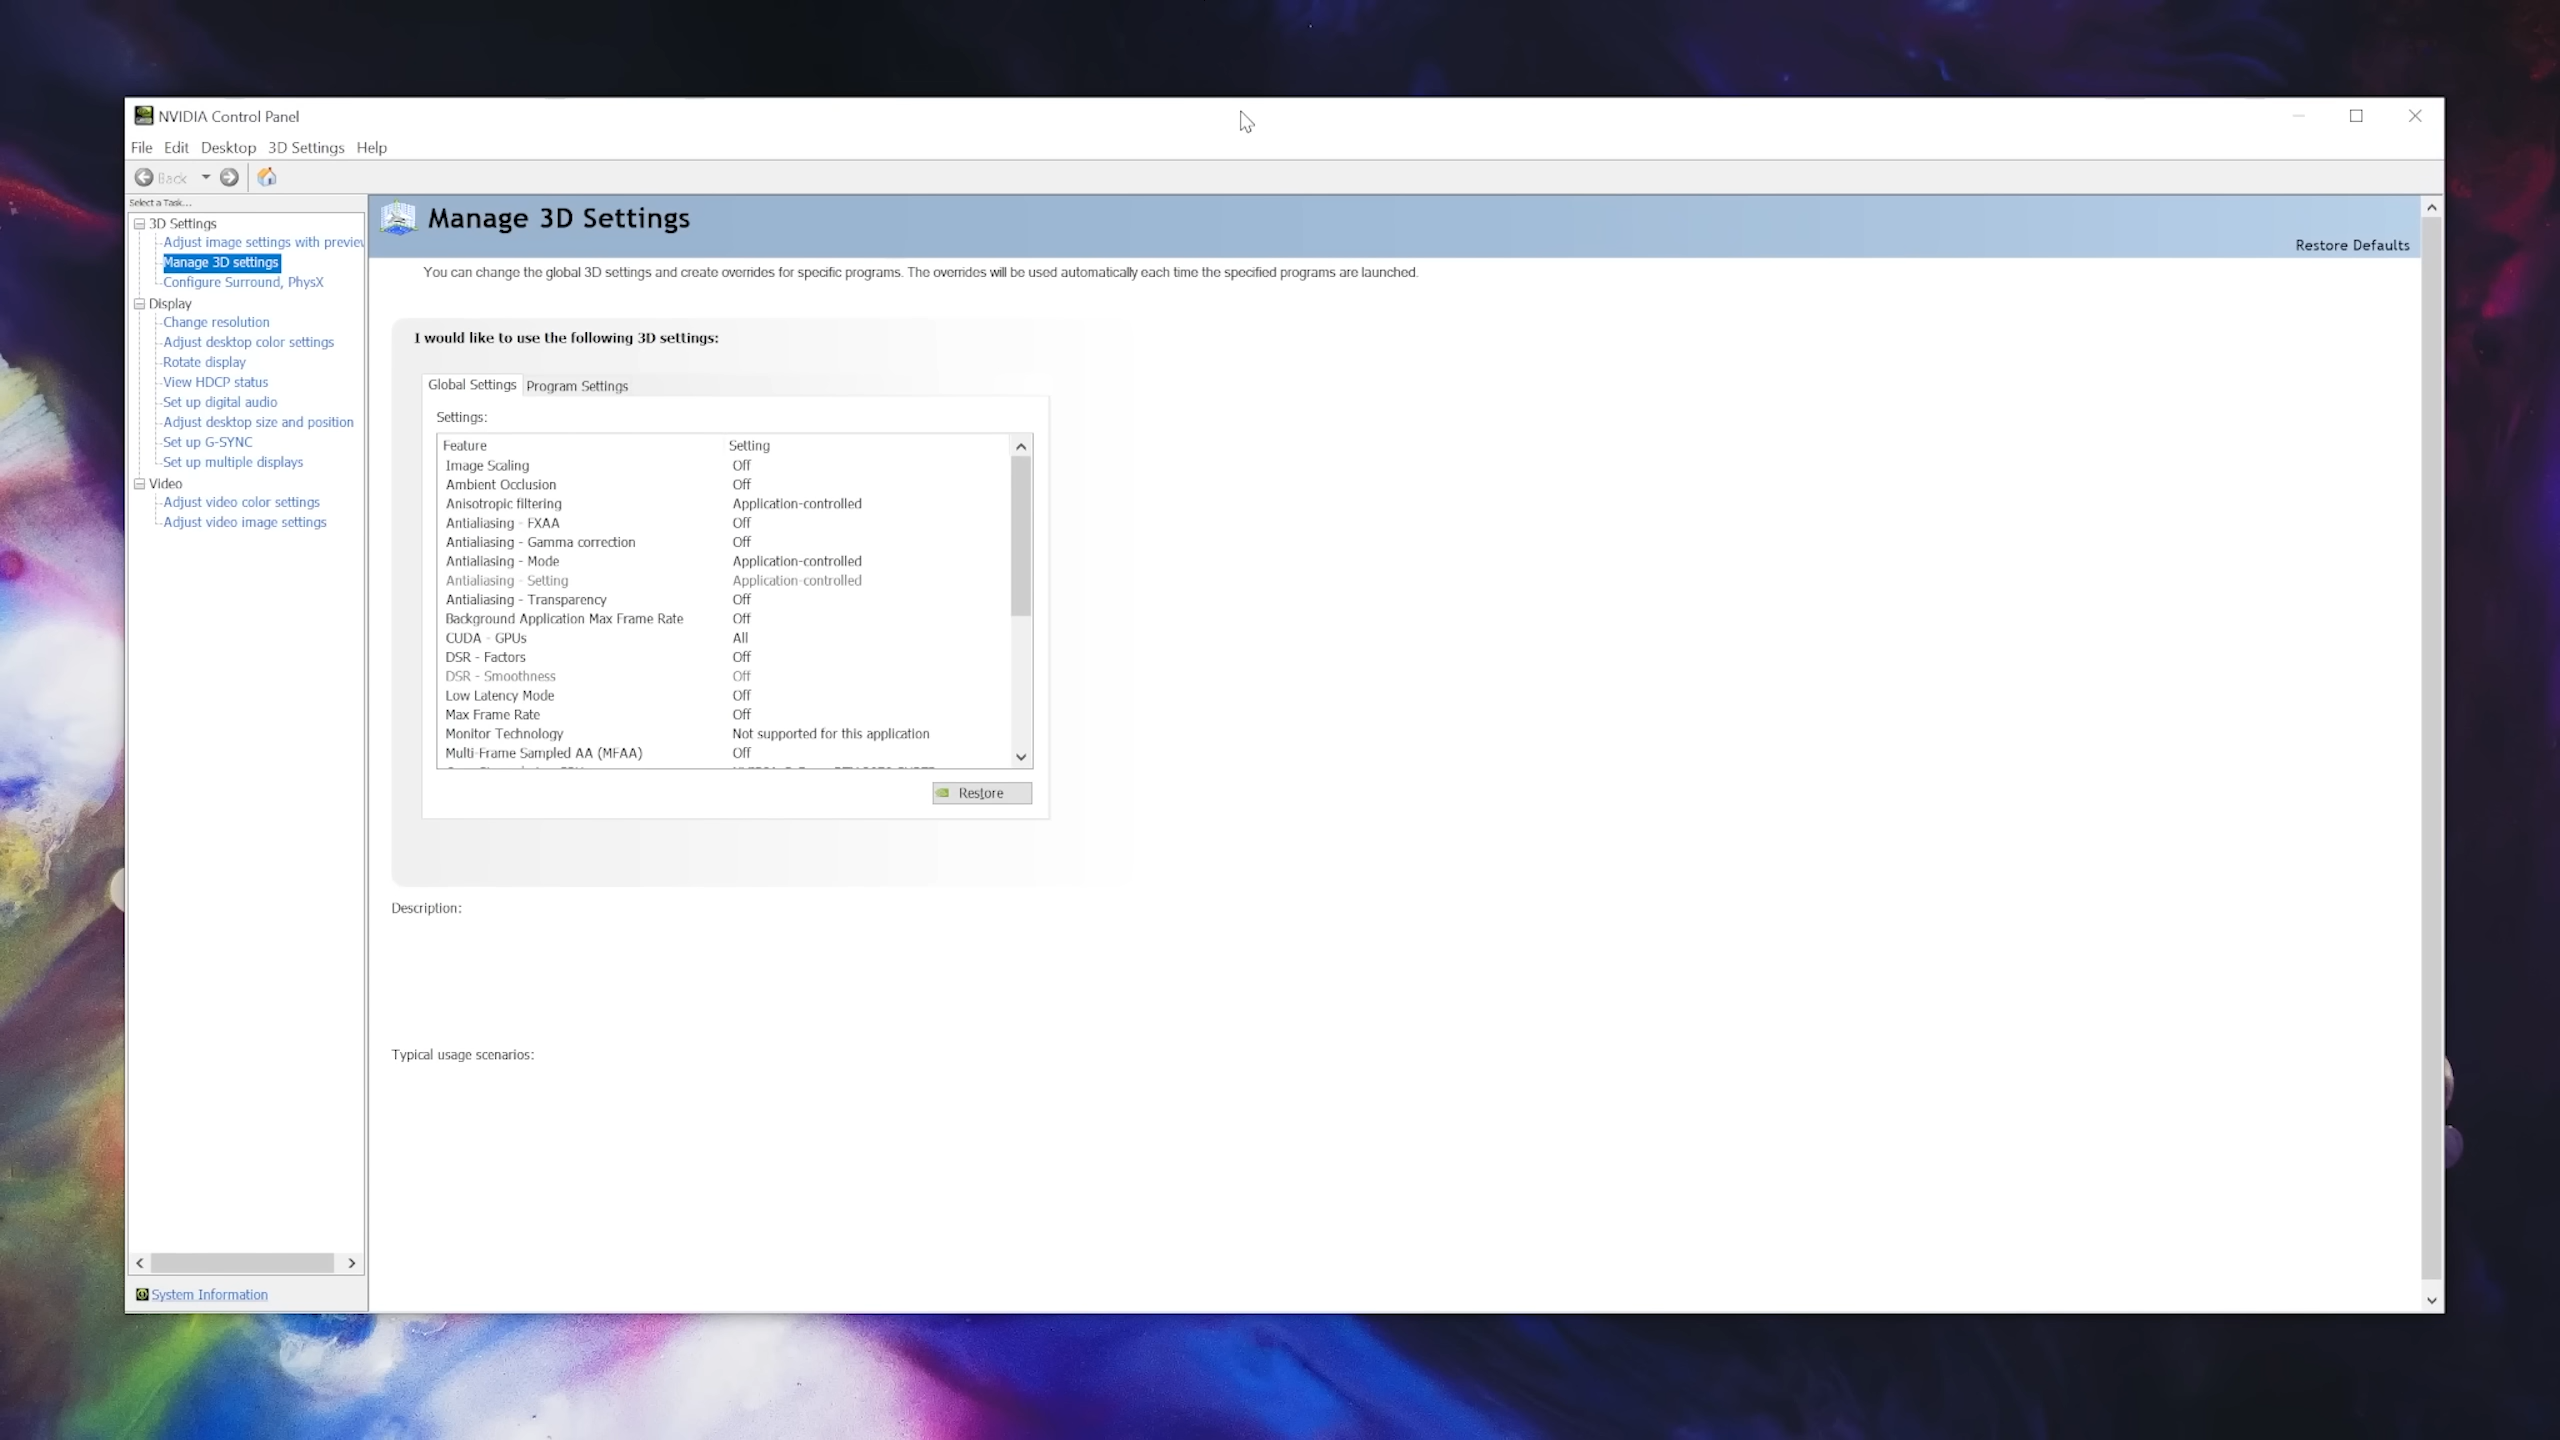 NVIDIA Control Panel
File Edit Desktop 3D Settings Help
Back
Select a Task...
3D Settings
Adjust image settings with preview
Manage 3D settings
Configure Surround, PhysX
Display
Change resolution
Adjust desktop color settings
Rotate display
View HDCP status
Set up digital audio
Adjust desktop size and position
Set up G-SYNC
Set up multiple displays
Video
Adjust video color settings
Adjust video image settings
System Information
Manage 3D Settings
Restore Defaults
You can change the global 3D settings and create overrides for specific programs. The overrides will be used automatically each time the specified programs are launched.
I would like to use the following 3D settings:
Global Settings Program Settings
Settings:
Feature Setting
Image Scaling Off
Ambient Occlusion Off
Anisotropic filtering Application-controlled
Antialiasing - FXAA Off
Antialiasing - Gamma correction Off
Antialiasing - Mode Application-controlled
Antialiasing - Setting Application-controlled
Antialiasing - Transparency Off
Background Application Max Frame Rate Off
CUDA - GPUs All
DSR - Factors Off
DSR - Smoothness Off
Low Latency Mode Off
Max Frame Rate Off
Monitor Technology Not supported for this application
Multi-Frame Sampled AA (MFAA) Off
Restore
Description:
Typical usage scenarios: